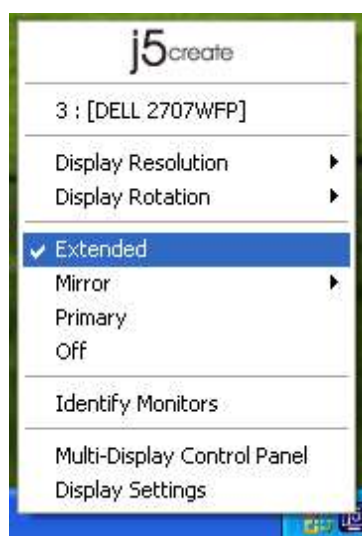 j5create
3 : [DELL 2707WFP]
Display Resolution
Display Rotation
Extended
Mirror
Primary
Off
Identify Monitors
Multi-Display Control Panel
Display Settings